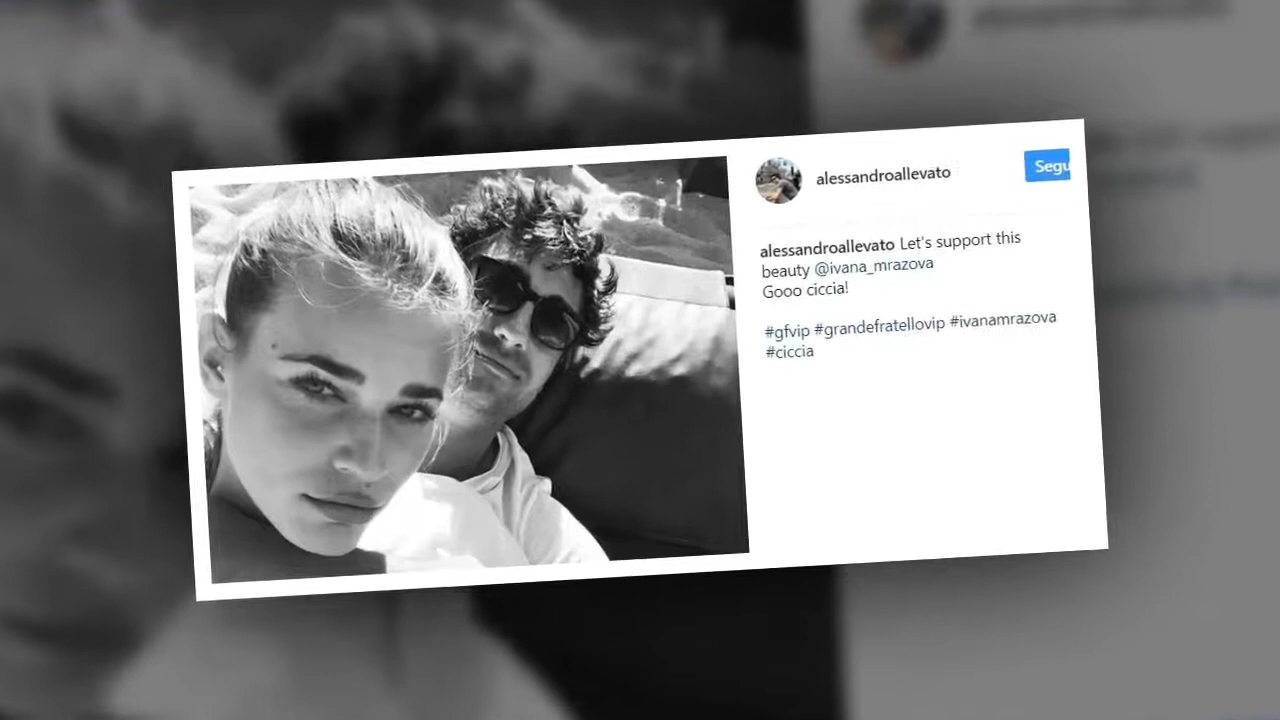 alessandroallevato
Segu
alessandroallevato Let's support this
beauty @ivana_mrazova
Gooo ciccia!
#gfvip #grandefratellovip #ivanamrazova
#ciccia